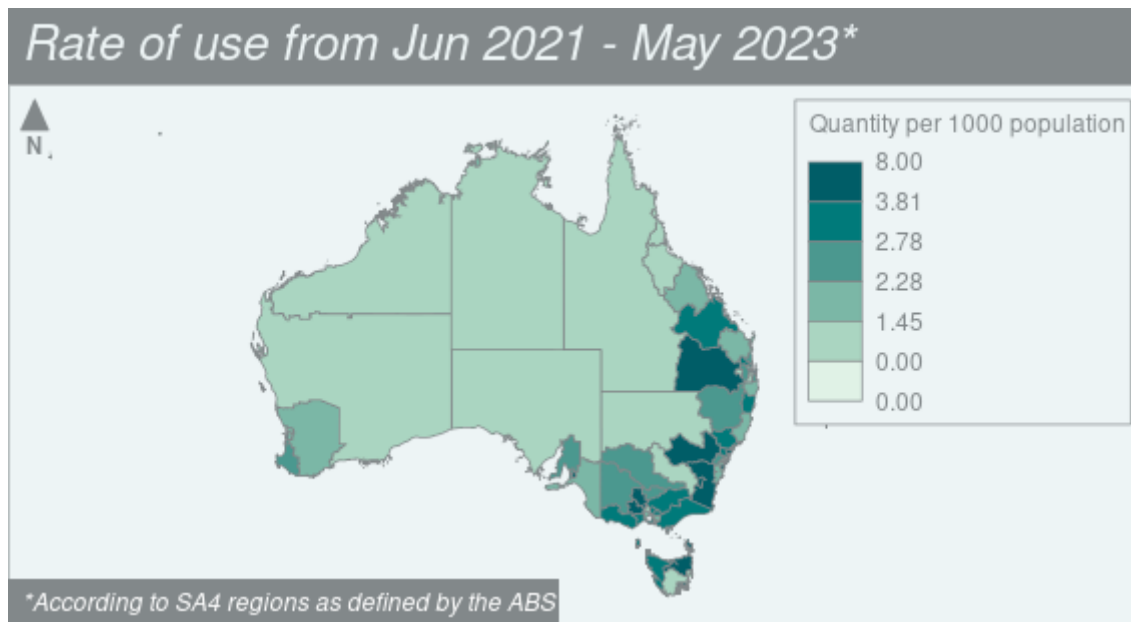 Rate of use from Jun 2021 - May 2023*
N
Quantity per 1000 population
8.00
3.81
2.78
2.28
1.45
0.00
0.00
*According to SA4 regions as defined by the ABS